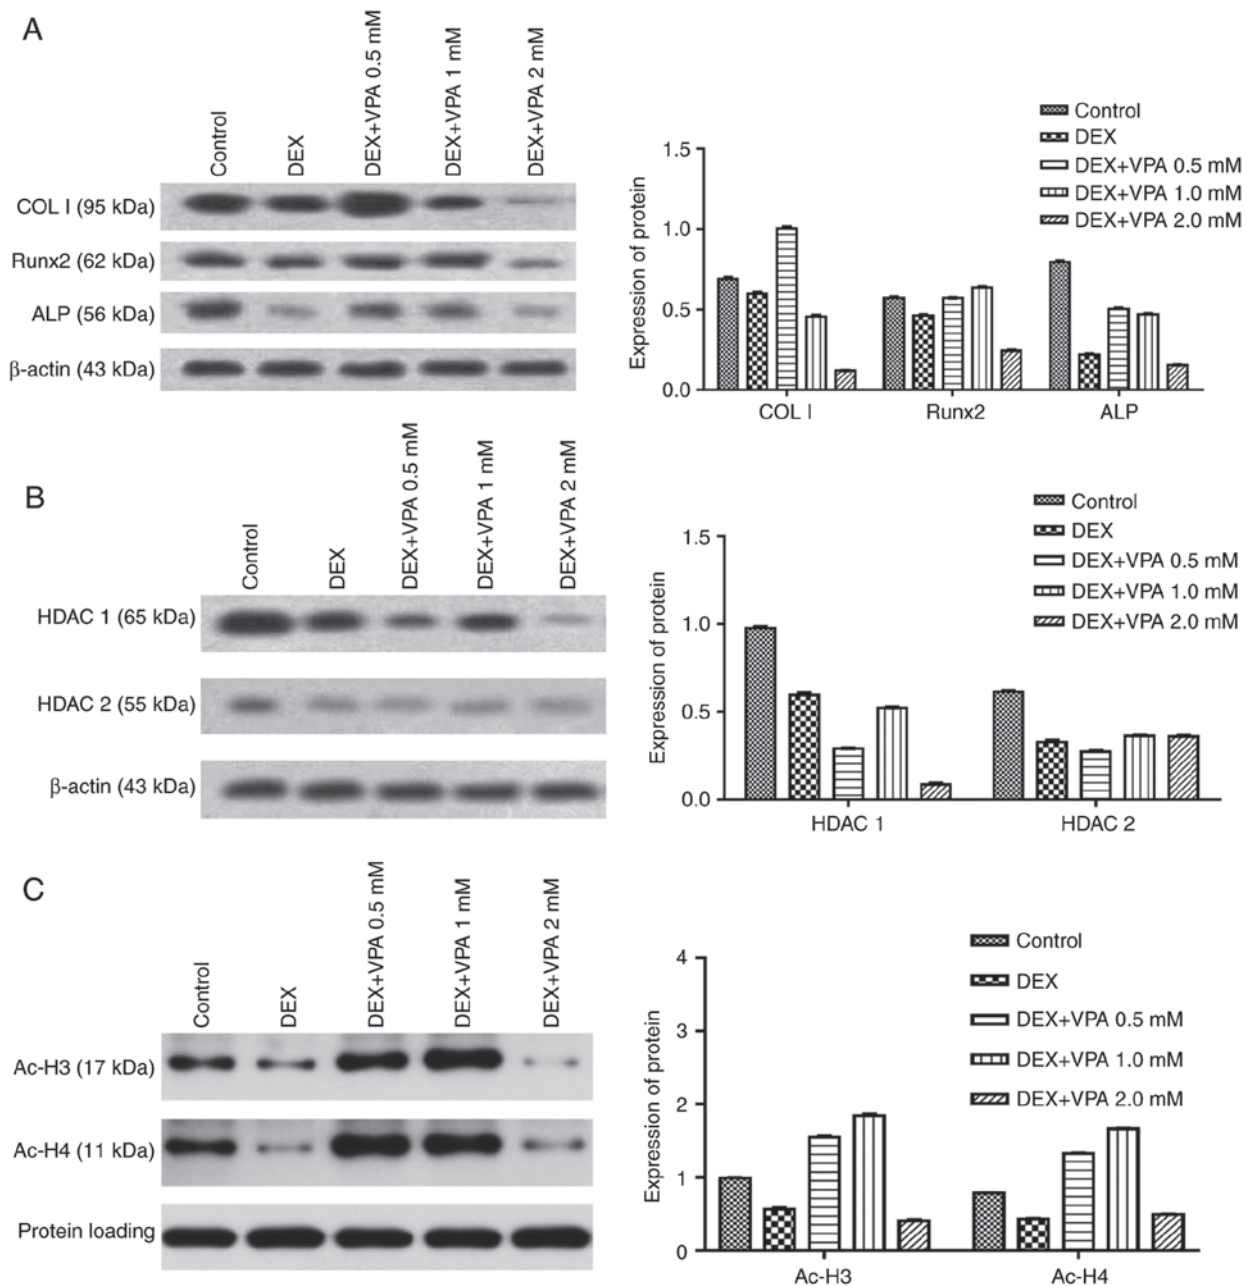 A
Control
DEX
DEX+VPA 0.5 mM
DEX+VPA 1 mM
DEX+VPA 2 mM
COL I (95 kDa)
Runx2 (62 kDa)
ALP (56 kDa)
β-actin (43 kDa)
Control
DEX
DEX+VPA 0.5 mM
DEX+VPA 1.0 mM
DEX+VPA 2.0 mM
Expression of protein
1.5
1.0
0.5
0.0
COL I Runx2 ALP
B
Control
DEX
DEX+VPA 0.5 mM
DEX+VPA 1 mM
DEX+VPA 2 mM
HDAC 1 (65 kDa)
HDAC 2 (55 kDa)
β-actin (43 kDa)
Control
DEX
DEX+VPA 0.5 mM
DEX+VPA 1.0 mM
DEX+VPA 2.0 mM
Expression of protein
1.5
1.0
0.5
0.0
HDAC 1 HDAC 2
C
Control
DEX
DEX+VPA 0.5 mM
DEX+VPA 1 mM
DEX+VPA 2 mM
Ac-H3 (17 kDa)
Ac-H4 (11 kDa)
Protein loading
Control
DEX
DEX+VPA 0.5 mM
DEX+VPA 1.0 mM
DEX+VPA 2.0 mM
Expression of protein
4
3
2
1
0
Ac-H3 Ac-H4